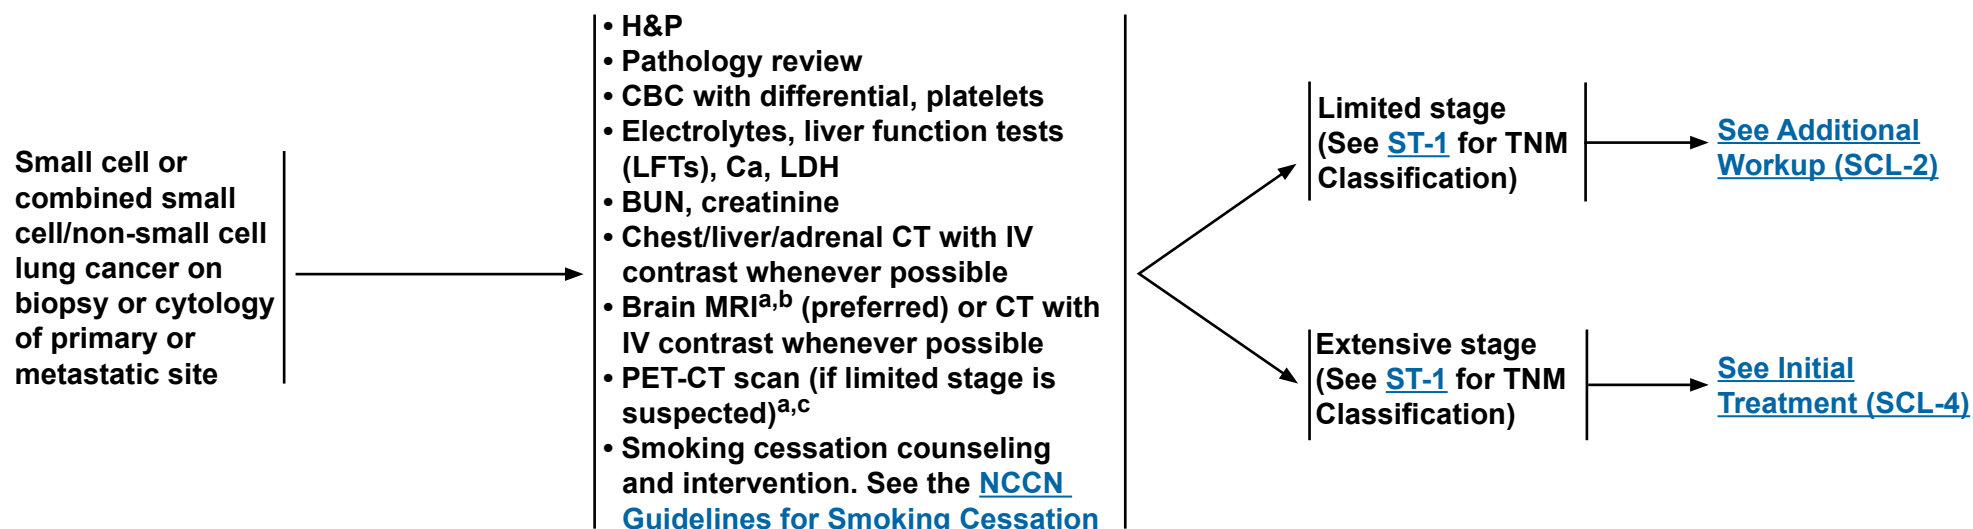 Small cell or
combined small
cell/non-small cell
lung cancer on
biopsy or cytology
of primary or
metastatic site
• H&P
• Pathology review
• CBC with differential, platelets
• Electrolytes, liver function tests
(LFTs), Ca, LDH
• BUN, creatinine
• Chest/liver/adrenal CT with IV
contrast whenever possible
• Brain MRIa,b (preferred) or CT with
IV contrast whenever possible
• PET-CT scan (if limited stage is
suspected)a,c
• Smoking cessation counseling
and intervention. See the NCCN
Guidelines for Smoking Cessation
Limited stage
(See ST-1 for TNM
Classification)
See Additional
Workup (SCL-2)
Extensive stage
(See ST-1 for TNM
Classification)
See Initial
Treatment (SCL-4)